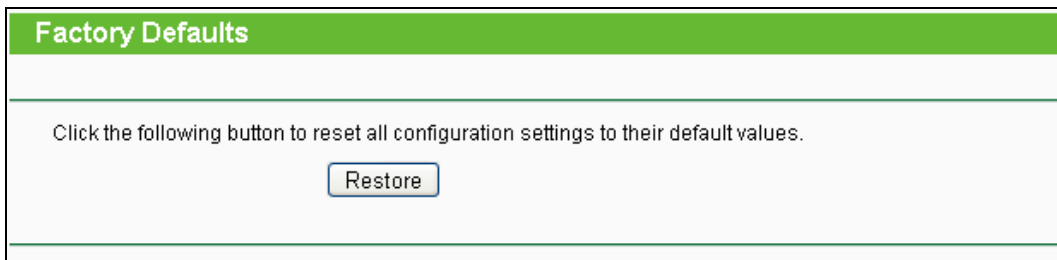 Factory Defaults
Click the following button to reset all configuration settings to their default values.
Restore